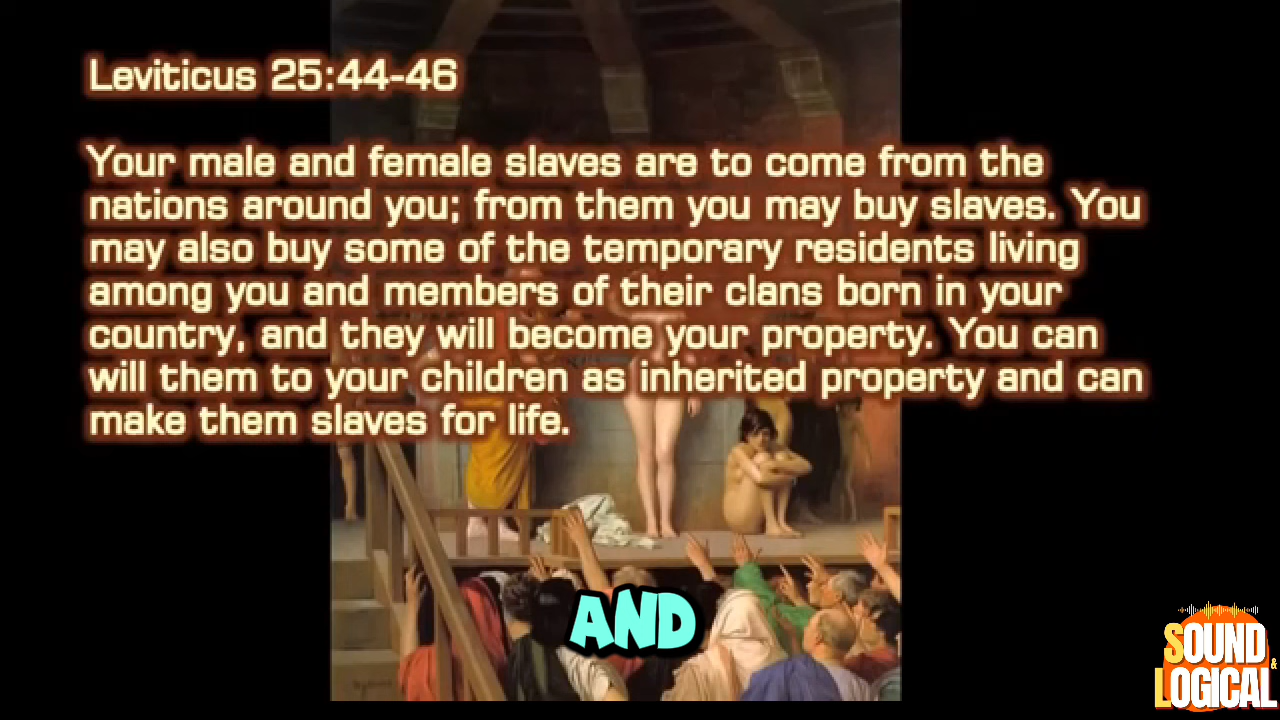 Leviticus 25:44-46
Your male and female slaves are to come from the
nations around you; from them you may buy slaves. You
may also buy some of the temporary residents living
among you and members of their clans born in your
country, and they will become your property. You can
will them to your children as inherited property and can
make them slaves for life.
AND
SOUND &
LOGICAL